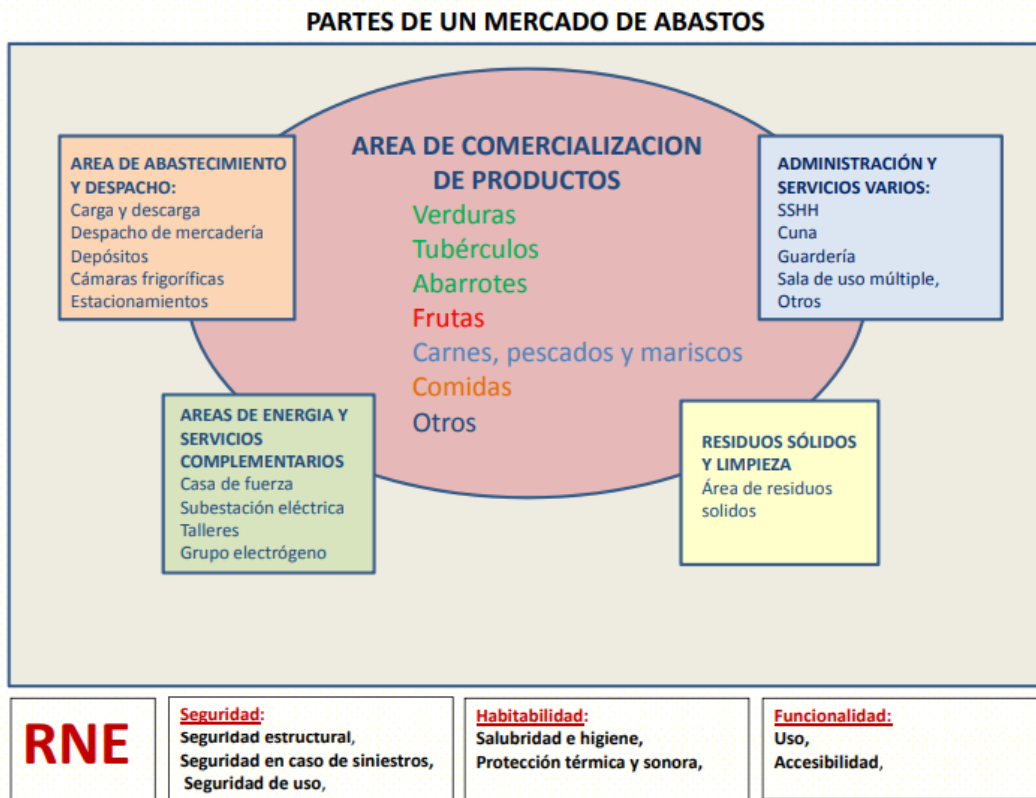 PARTES DE UN MERCADO DE ABASTOS
AREA DE COMERCIALIZACION
DE PRODUCTOS
Verduras
Tubérculos
Abarrotes
Frutas
Carnes, pescados y mariscos
Comidas
Otros
AREA DE ABASTECIMIENTO
Y DESPACHO:
Carga y descarga
Despacho de mercadería
Depósitos
Cámaras frigoríficas
Estacionamientos
ADMINISTRACIÓN Y
SERVICIOS VARIOS:
SSHH
Cuna
Guardería
Sala de uso múltiple,
Otros
AREAS DE ENERGIA Y
SERVICIOS
COMPLEMENTARIOS
Casa de fuerza
Subestación eléctrica
Talleres
Grupo electrógeno
RESIDUOS SÓLIDOS
Y LIMPIEZA
Área de residuos
solidos
RNE
Seguridad:
Seguridad estructural,
Seguridad en caso de siniestros,
Seguridad de uso,
Habitabilidad:
Salubridad e higiene,
Protección térmica y sonora,
Funcionalidad:
Uso,
Accesibilidad,